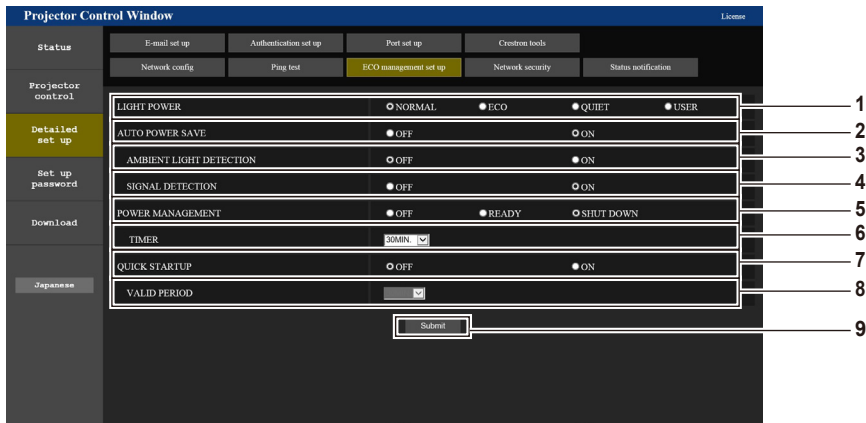 Projector Control Window
License
Status
E-mail set up
Authentication set up
Port set up
Crestron tools
Network config
Ping test
ECO management set up
Network security
Status notification
Projector
control
Detailed
set up
Set up
password
Download
Japanese
LIGHT POWER NORMAL ECO QUIET USER 1
AUTO POWER SAVE OFF ON 2
AMBIENT LIGHT DETECTION OFF ON 3
SIGNAL DETECTION OFF ON 4
POWER MANAGEMENT OFF READY SHUT DOWN 5
TIMER 30MIN. 6
QUICK STARTUP OFF ON 7
VALID PERIOD 8
Submit 9